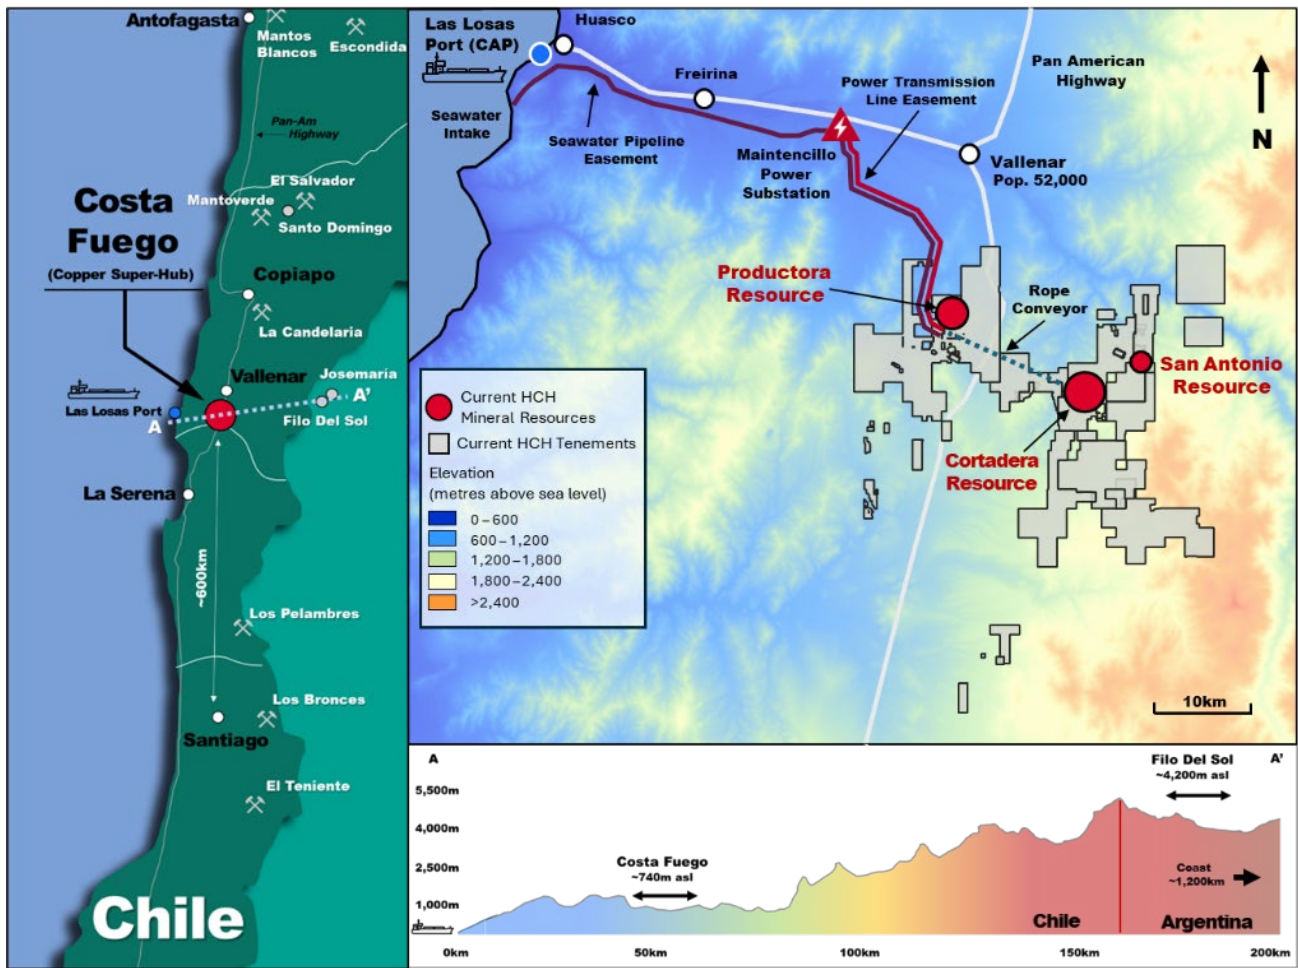 Antofagasta
Mantos
Blancos
Escondida
Pan-Am
Highway
El Salvador
Mantoverde
Santo Domingo
Costa
Fuego
(Copper Super-Hub)
Copiapo
La Candelaria
Vallenar
Josemaria
A'
Las Losas Port
A
Filo Del Sol
La Serena
~600km
Los Pelambres
Los Bronces
Santiago
El Teniente
Chile
Las Losas
Port (CAP)
Huasco
Freirina
Power Transmission
Line Easement
Pan American
Highway
N
Seawater
Intake
Seawater Pipeline
Easement
Maintencillo
Power
Substation
Vallenar
Pop. 52,000
Productora
Resource
Rope
Conveyor
San Antonio
Resource
Cortadera
Resource
Current HCH
Mineral Resources
Current HCH Tenements
Elevation
(metres above sea level)
0–600
600–1,200
1,200–1,800
1,800–2,400
>2,400
10km
A
Filo Del Sol
~4,200m asl
A'
5,500m
4,000m
2,500m
1,000m
Costa Fuego
~740m asl
Coast
~1,200km
Chile
Argentina
0km
50km
100km
150km
200km